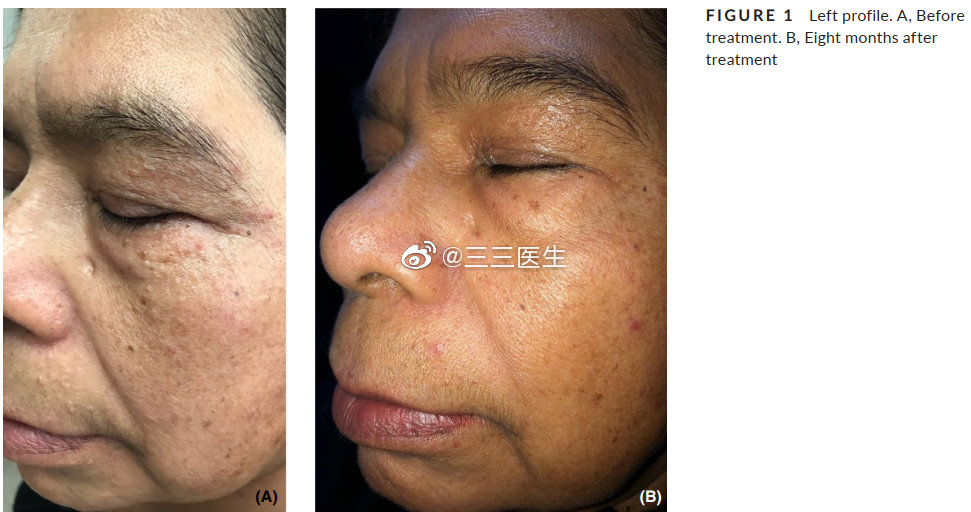 FIGURE 1 Left profile. A, Before
treatment. B, Eight months after
treatment
@三三医生
(A)
(B)